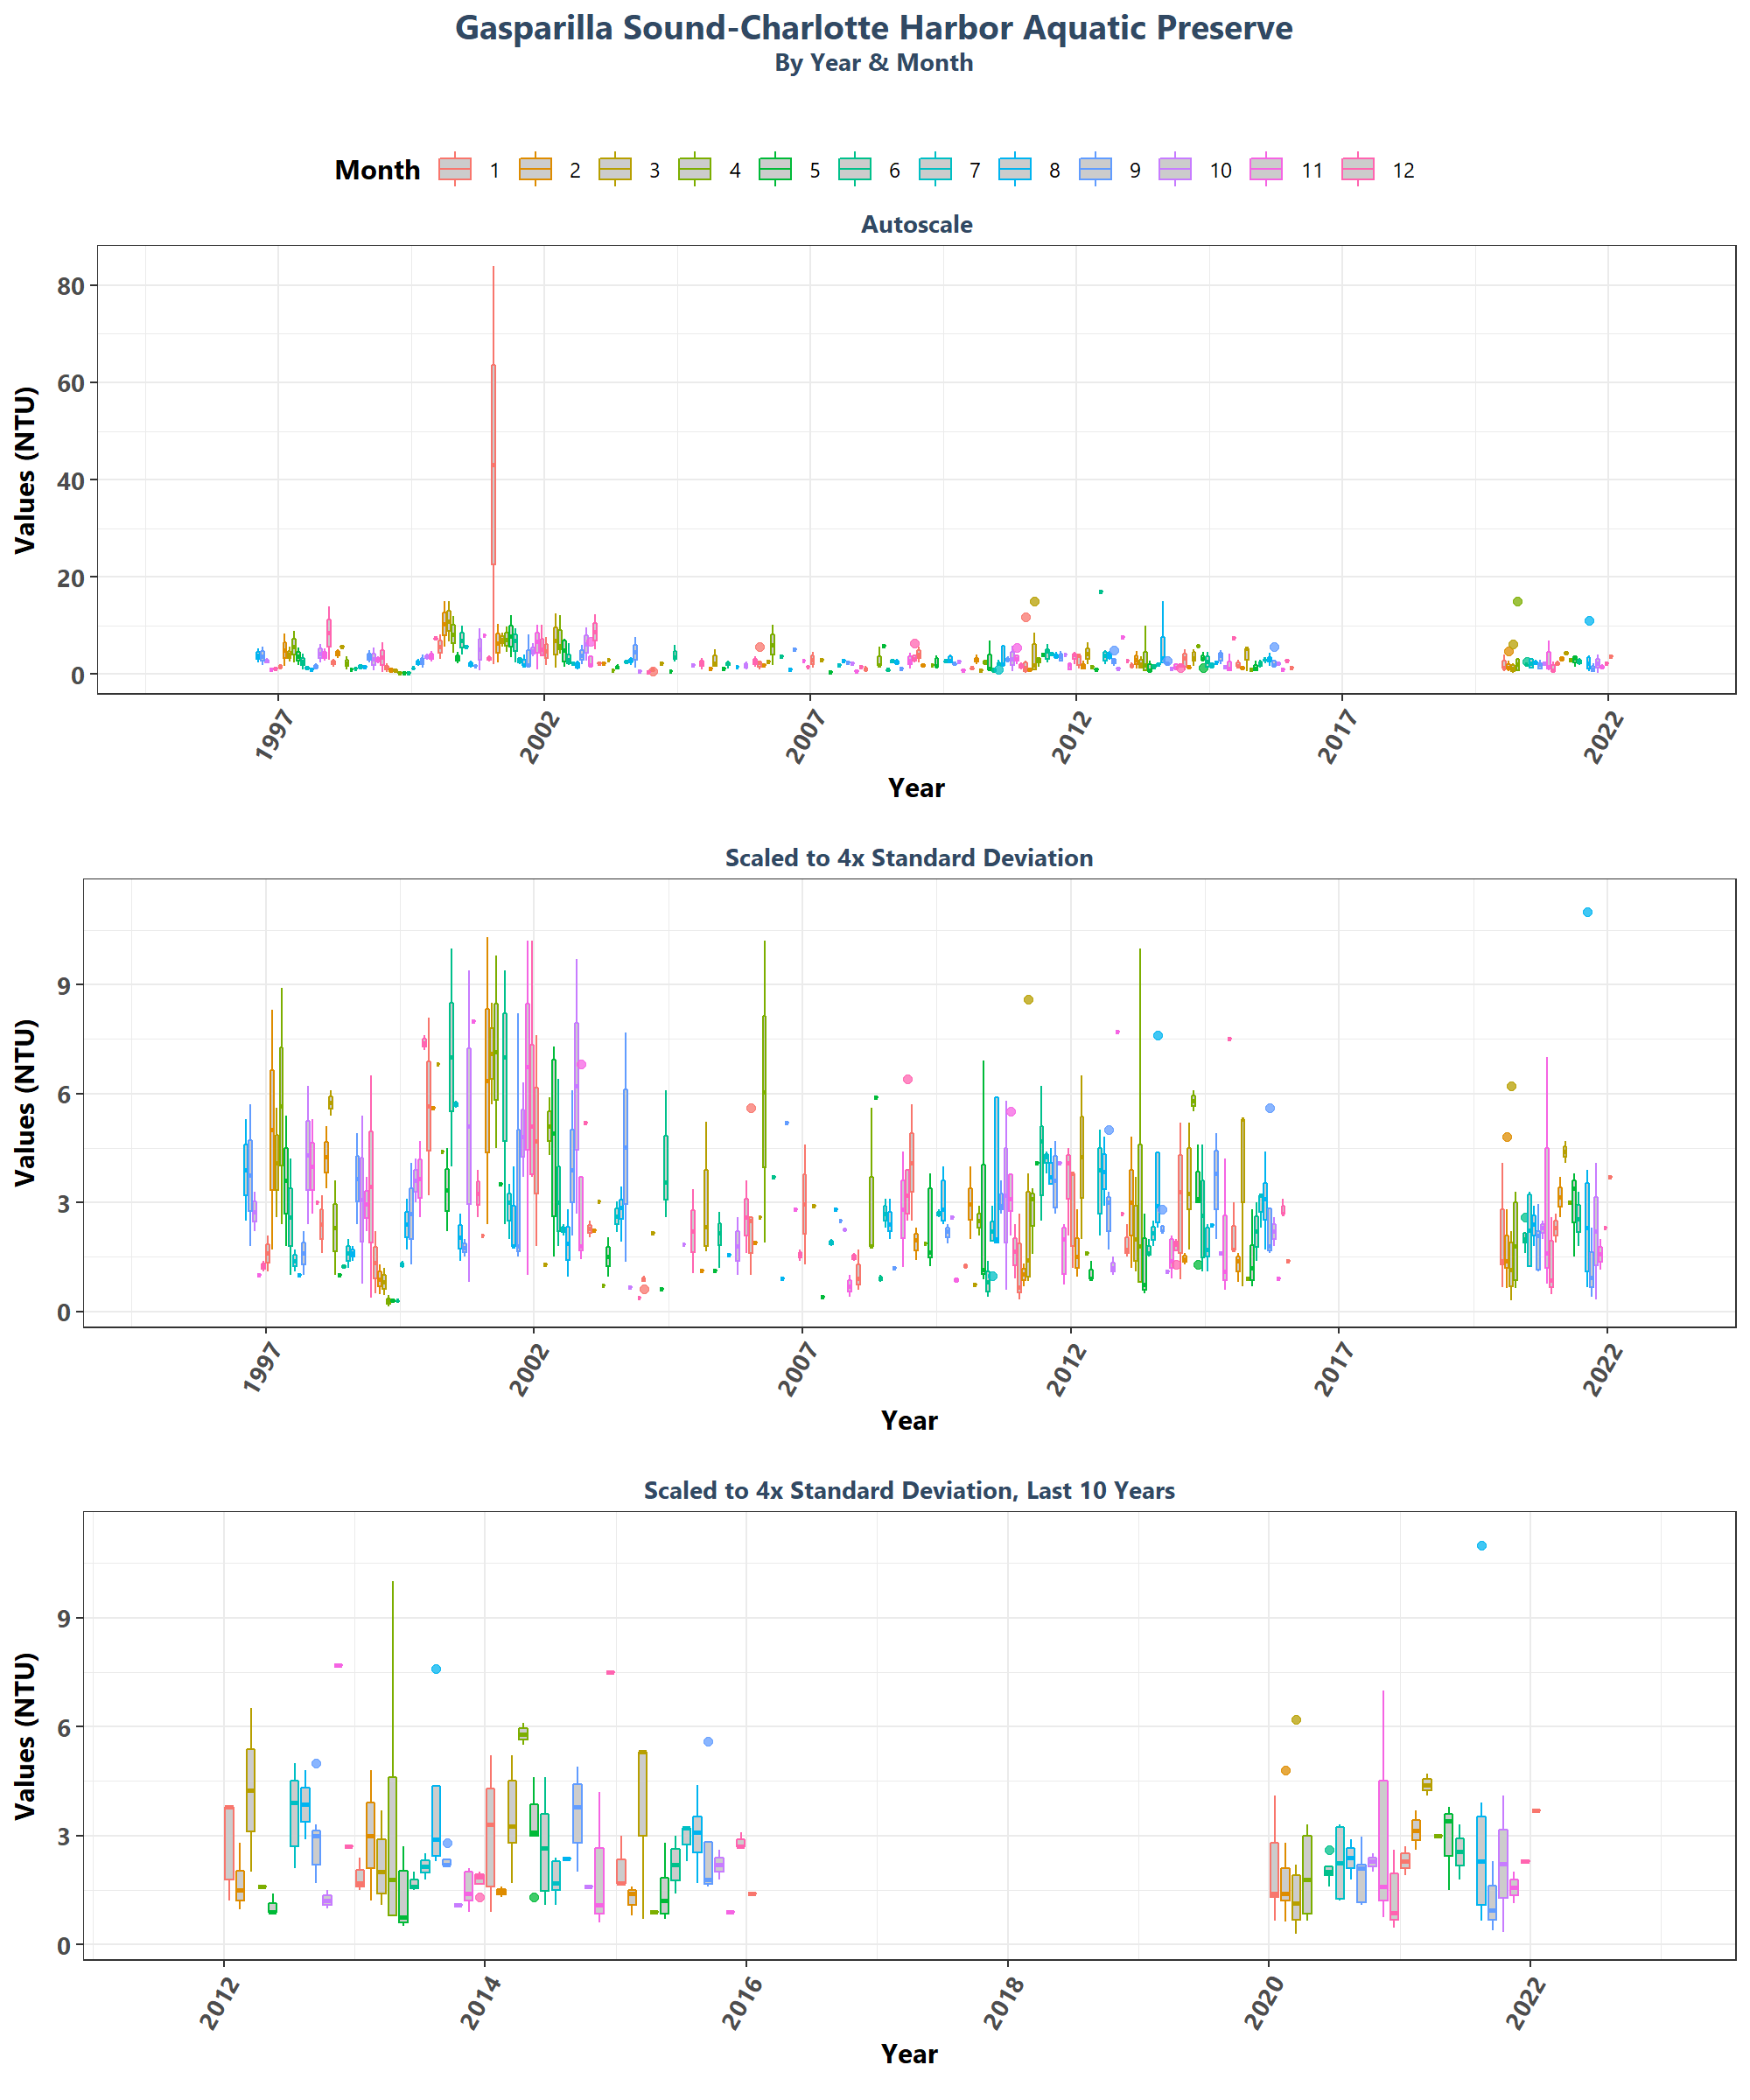 Gasparilla Sound-Charlotte Harbor Aquatic Preserve
By Year & Month
Month 1 2 3 4 5 6 7 8 9 10 11 12
Autoscale
Values (NTU)
80
60
40
20
0
1997 2002 2007 2012 2017 2022
Year
Scaled to 4x Standard Deviation
Values (NTU)
9
6
3
0
1997 2002 2007 2012 2017 2022
Year
Scaled to 4x Standard Deviation, Last 10 Years
Values (NTU)
9
6
3
0
2012 2014 2016 2018 2020 2022
Year